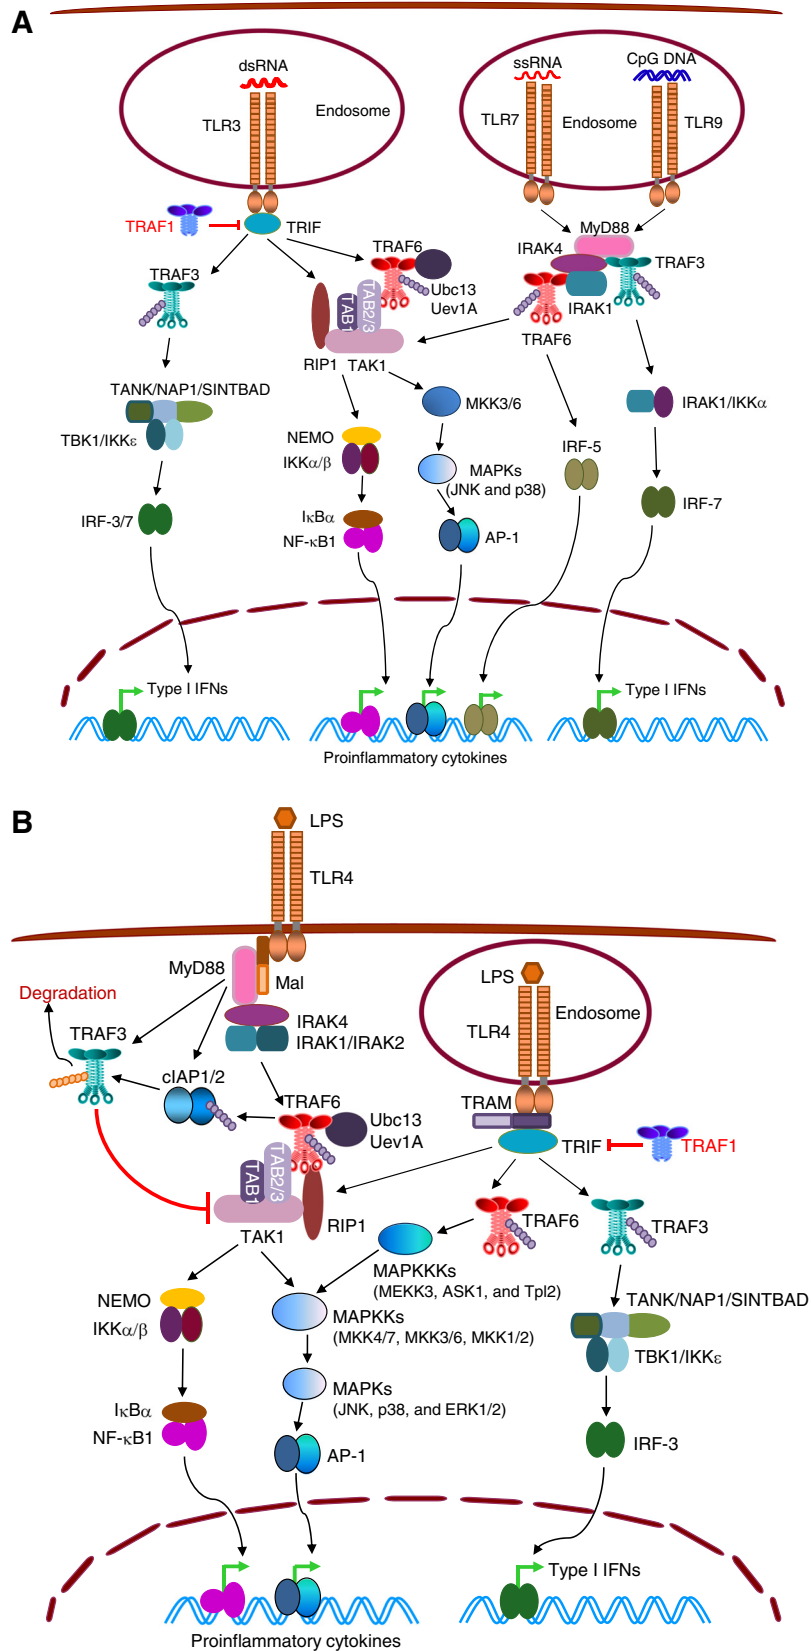 A
dsRNA
TLR3
Endosome
ssRNA
CpG DNA
TLR7
Endosome
TLR9
TRAF1
TRIF
MyD88
IRAK4
TRAF3
IRAK1
TRAF6
TRAF6
Ubc13
Uev1A
TRAF3
TAB1
TAB2/3
RIP1
TAK1
TANK/NAP1/SINTBAD
TBK1/IKKε
MKK3/6
IRAK1/IKKα
NEMO
IKKα/β
MAPKs
(JNK and p38)
IRF-5
IRF-3/7
IκBα
NF-κB1
AP-1
IRF-7
Type I IFNs
Type I IFNs
Proinflammatory cytokines
B
LPS
TLR4
MyD88
Mal
Degradation
IRAK4
IRAK1/IRAK2
TRAF3
cIAP1/2
TRAF6
Ubc13
Uev1A
LPS
Endosome
TLR4
TRAM
TRIF
TRAF1
TAB1
TAB2/3
RIP1
TAK1
TRAF6
TRAF3
MAPKKKs
(MEKK3, ASK1, and Tpl2)
NEMO
IKKα/β
MAPKKs
(MKK4/7, MKK3/6, MKK1/2)
TANK/NAP1/SINTBAD
TBK1/IKKε
MAPKs
(JNK, p38, and ERK1/2)
IκBα
NF-κB1
AP-1
IRF-3
Type I IFNs
Proinflammatory cytokines